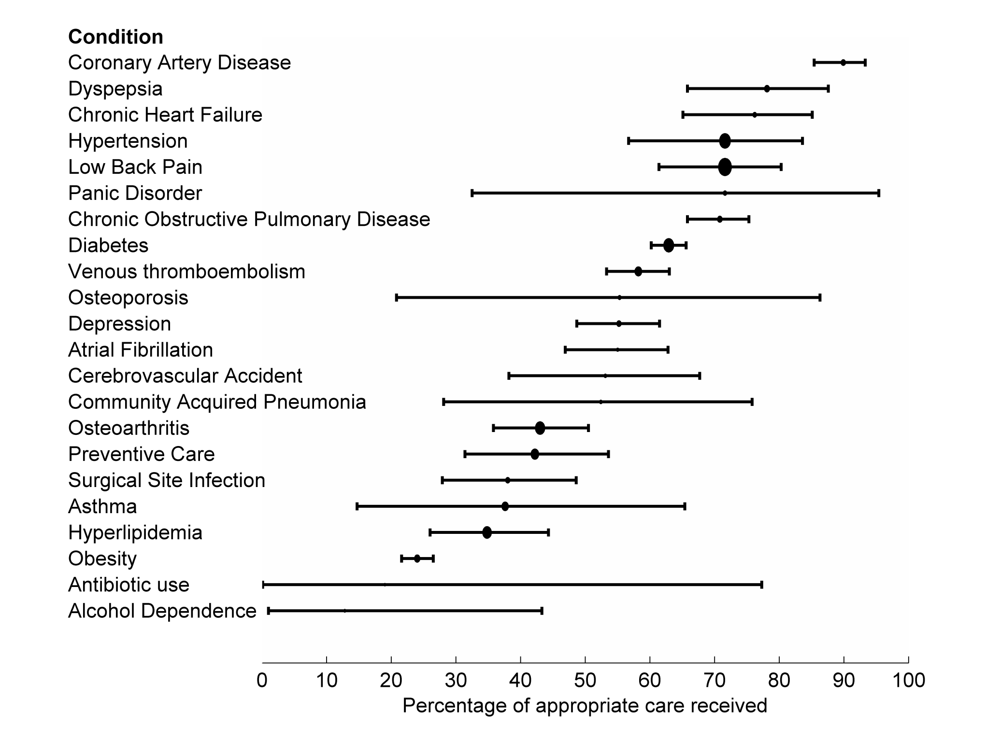 Condition
Coronary Artery Disease
Dyspepsia
Chronic Heart Failure
Hypertension
Low Back Pain
Panic Disorder
Chronic Obstructive Pulmonary Disease
Diabetes
Venous thromboembolism
Osteoporosis
Depression
Atrial Fibrillation
Cerebrovascular Accident
Community Acquired Pneumonia
Osteoarthritis
Preventive Care
Surgical Site Infection
Asthma
Hyperlipidemia
Obesity
Antibiotic use
Alcohol Dependence
0 10 20 30 40 50 60 70 80 90 100
Percentage of appropriate care received